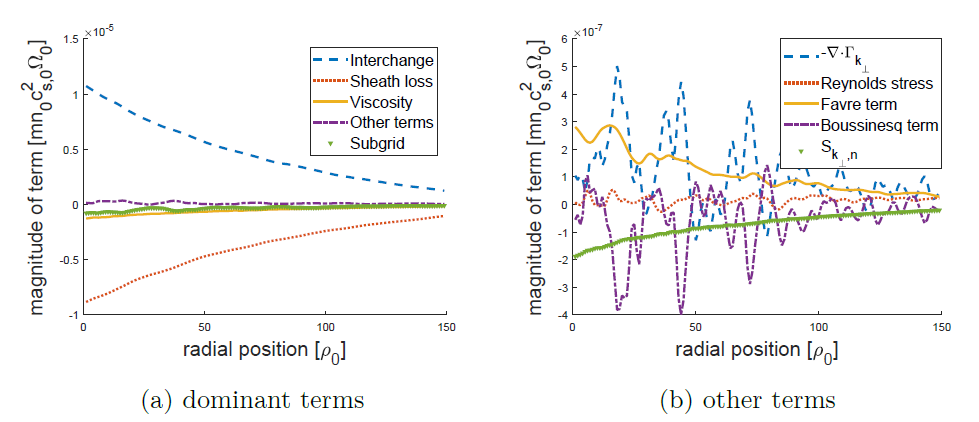 ×10⁻⁵
1.5
1
0.5
0
-0.5
-1
0
50
100
150
magnitude of term [mn₀c²ₛ,₀Ω₀]
radial position [ρ₀]
Interchange
Sheath loss
Viscosity
Other terms
Subgrid
(a) dominant terms
×10⁻⁷
6
5
4
3
2
1
0
-1
-2
-3
-4
0
50
100
150
magnitude of term [mn₀c²ₛ,₀Ω₀]
radial position [ρ₀]
-∇·Γ_k⊥
Reynolds stress
Favre term
Boussinesq term
S_k⊥,n
(b) other terms